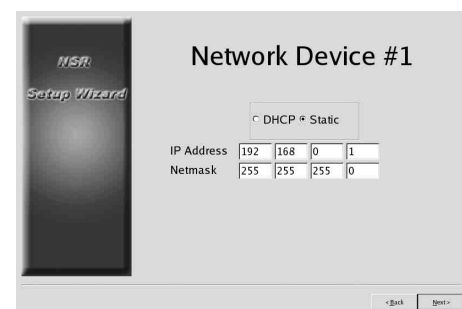 NSR
Setup Wizard
Network Device #1
DHCP Static
IP Address 192 168 0 1
Netmask 255 255 255 0
< Back Next >